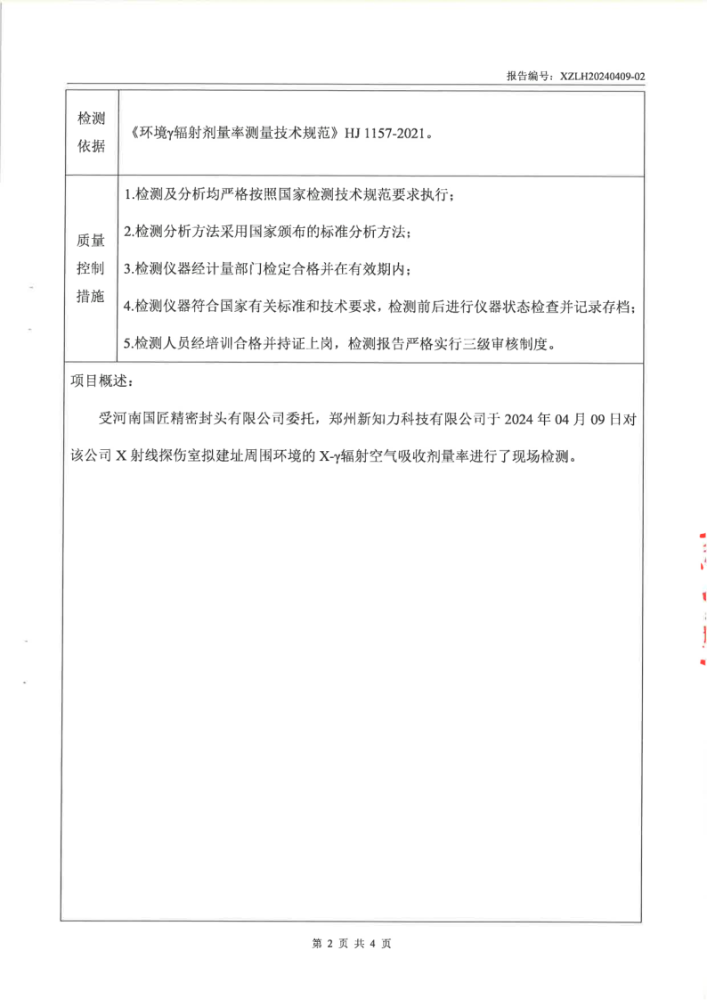 报告编号：XZLH20240409-02
检测
依据
《环境γ辐射剂量率测量技术规范》HJ 1157-2021。
质量
控制
措施
1.检测及分析均严格按照国家检测技术规范要求执行；
2.检测分析方法采用国家颁布的标准分析方法；
3.检测仪器经计量部门检定合格并在有效期内；
4.检测仪器符合国家有关标准和技术要求，检测前后进行仪器状态检查并记录存档；
5.检测人员经培训合格并持证上岗，检测报告严格实行三级审核制度。
项目概述：
受河南国匠精密封头有限公司委托，郑州新知力科技有限公司于 2024 年 04 月 09 日对
该公司 X 射线探伤室拟建址周围环境的 X-γ辐射空气吸收剂量率进行了现场检测。
第 2 页 共 4 页